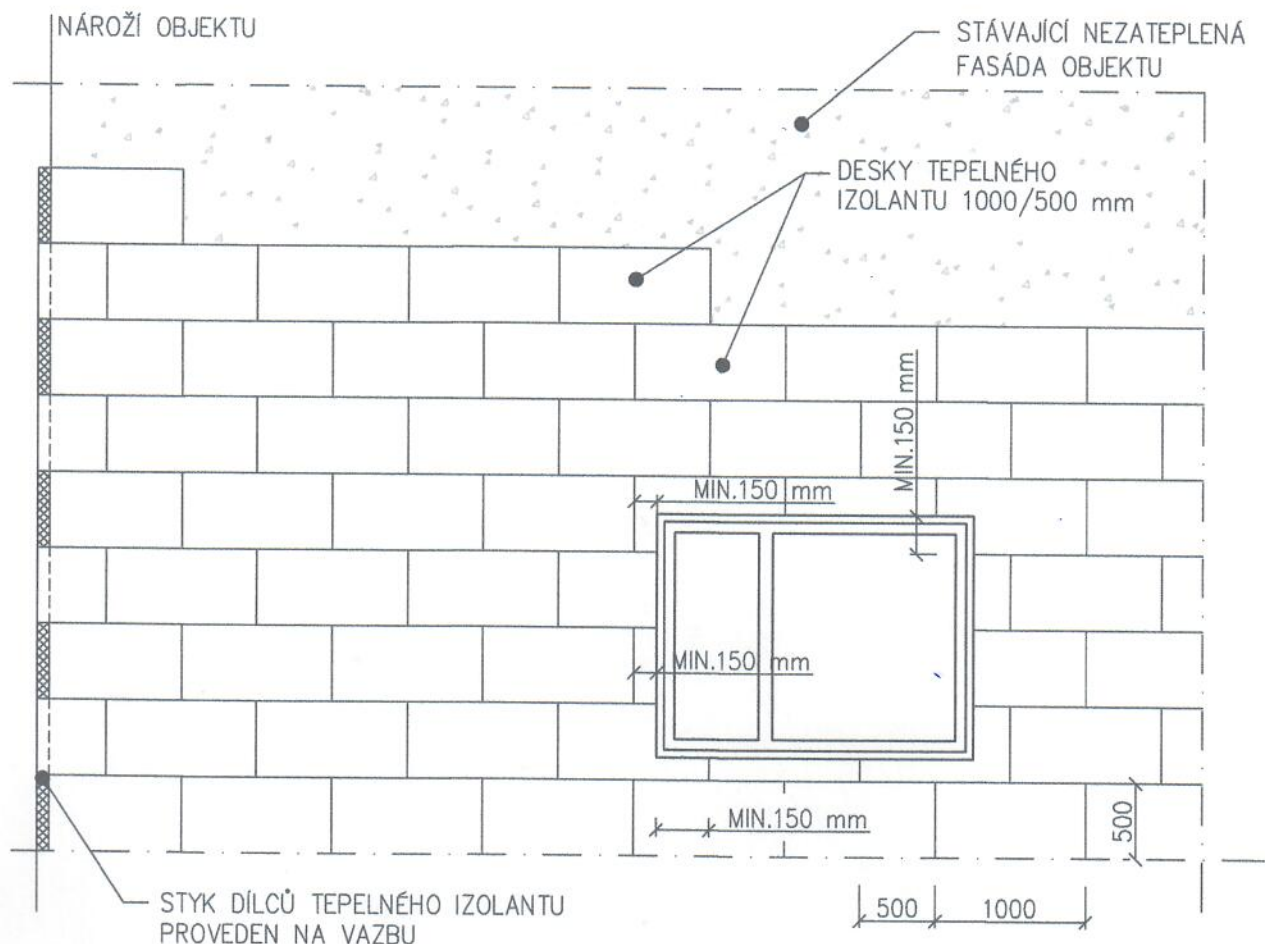 NÁROŽÍ OBJEKTU
STÁVAJÍCÍ NEZATEPLENÁ
FASÁDA OBJEKTU
DESKY TEPELNÉHO
IZOLANTU 1000/500 mm
MIN.150 mm
MIN.150 mm
MIN.150 mm
MIN.150 mm
500
500
1000
STYK DÍLCŮ TEPELNÉHO IZOLANTU
PROVEDEN NA VAZBU